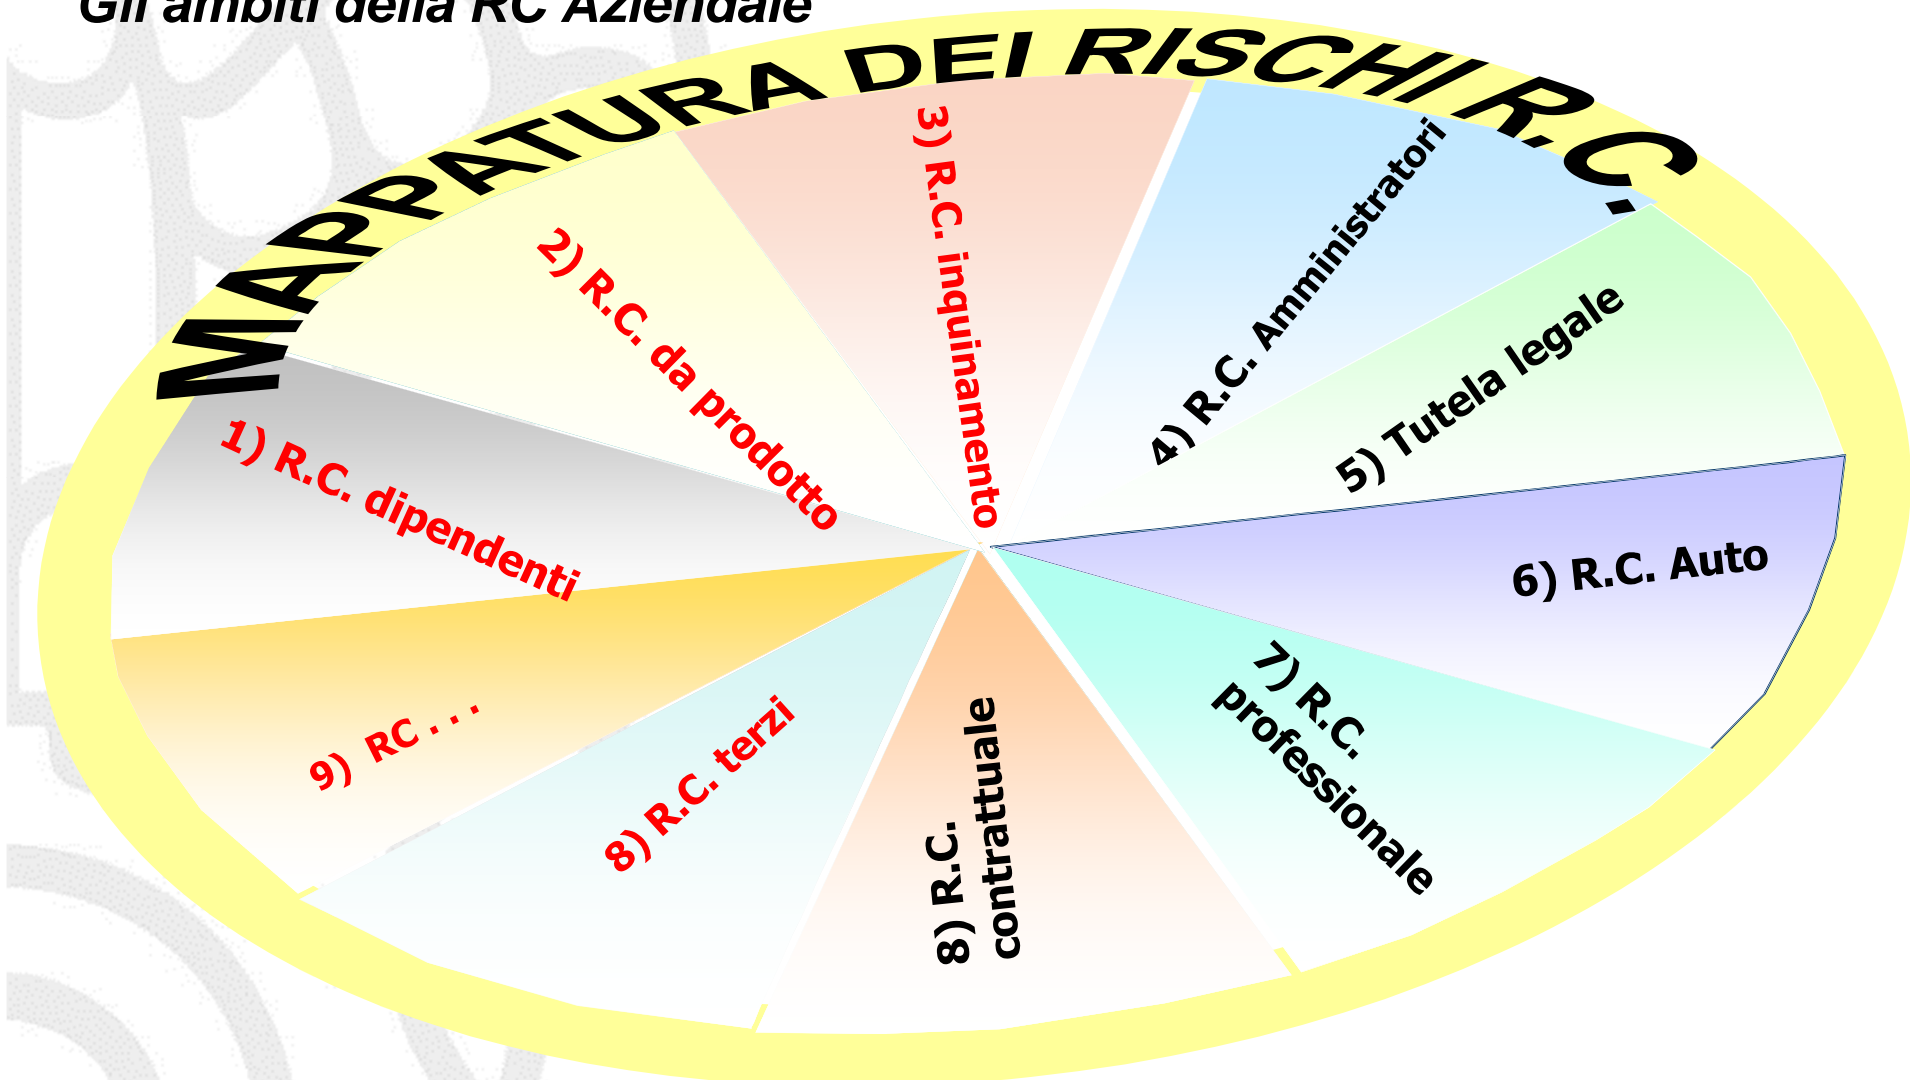 Gli ambiti della RC Aziendale
MAPPATURA DEI RISCHI R.C.
1) R.C. dipendenti
2) R.C. da prodotto
3) R.C. inquinamento
4) R.C. Amministratori
5) Tutela legale
6) R.C. Auto
7) R.C.
professionale
8) R.C.
contrattuale
8) R.C. terzi
9) RC . . .